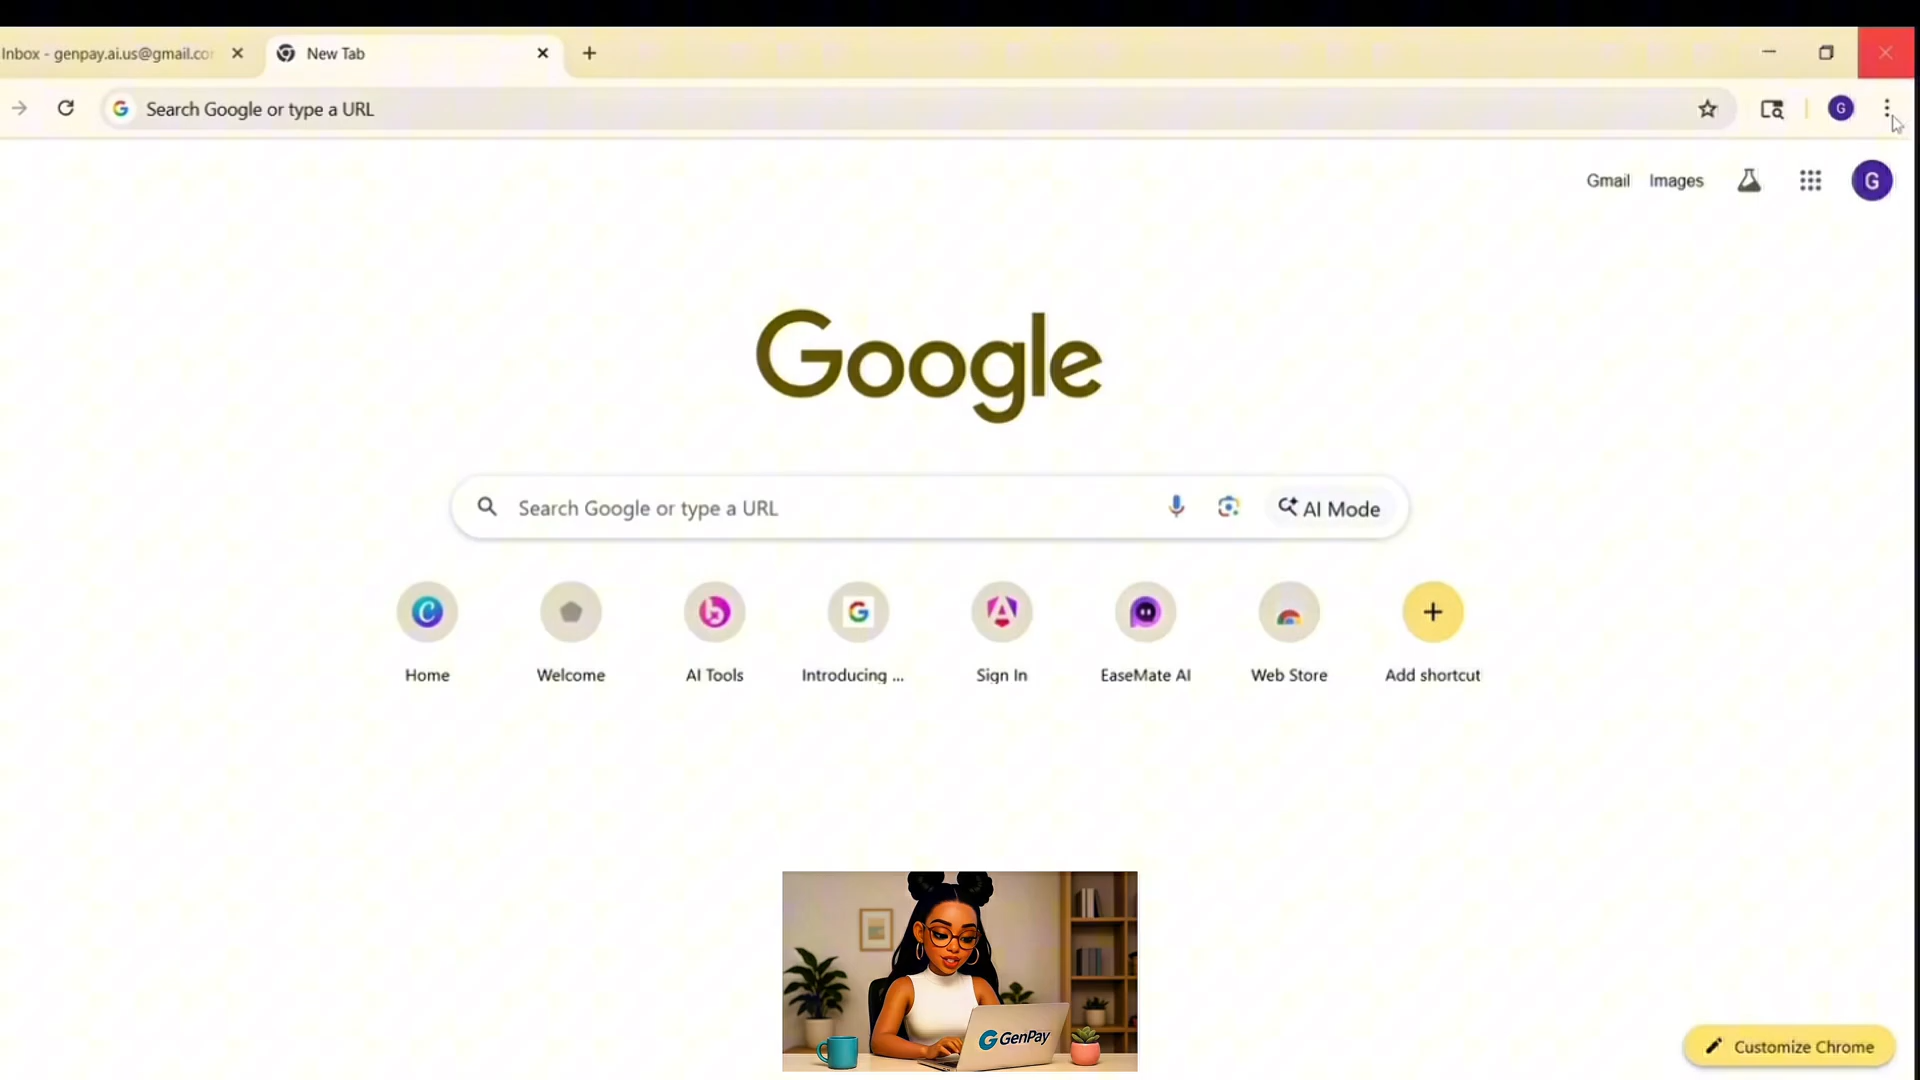 Inbox - genpay.ai.us@gmail.co
New Tab
Search Google or type a URL
G
Gmail
Images
G
Google
Search Google or type a URL
AI Mode
Home
Welcome
AI Tools
Introducing ...
Sign In
EaseMate AI
Web Store
Add shortcut
GenPay
Customize Chrome